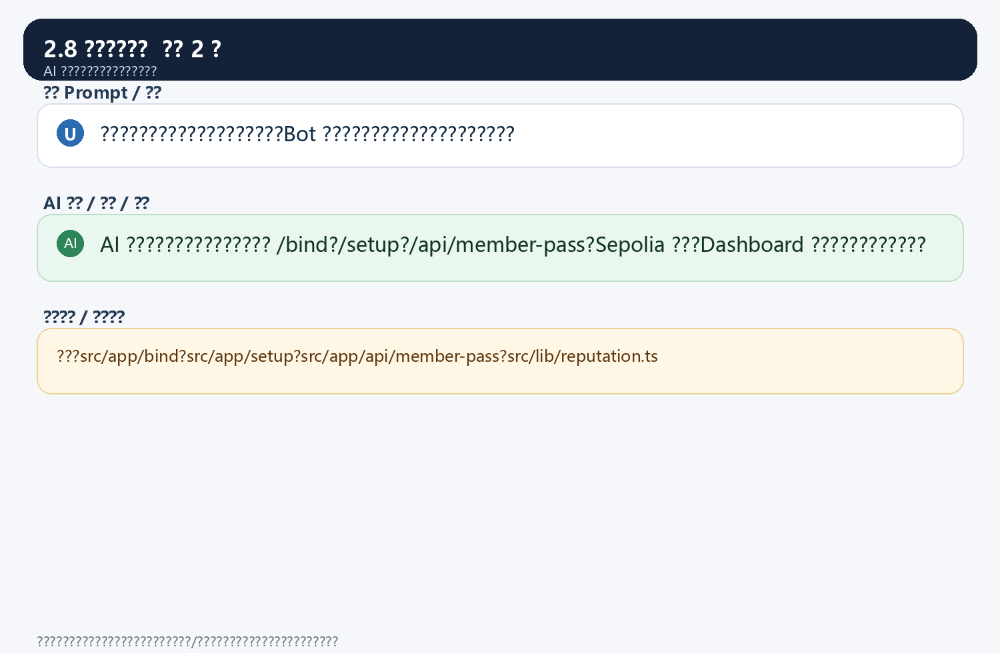 2.8 ??????  ?? 2 ?
AI ???????????????
?? Prompt / ??
U
???????????????????Bot ????????????????????
AI ?? / ?? / ??
AI
AI ??????????????? /bind?/setup?/api/member-pass?Sepolia ???Dashboard ????????????
???? / ????
???src/app/bind?src/app/setup?src/app/api/member-pass?src/lib/reputation.ts
????????????????????????/??????????????????????